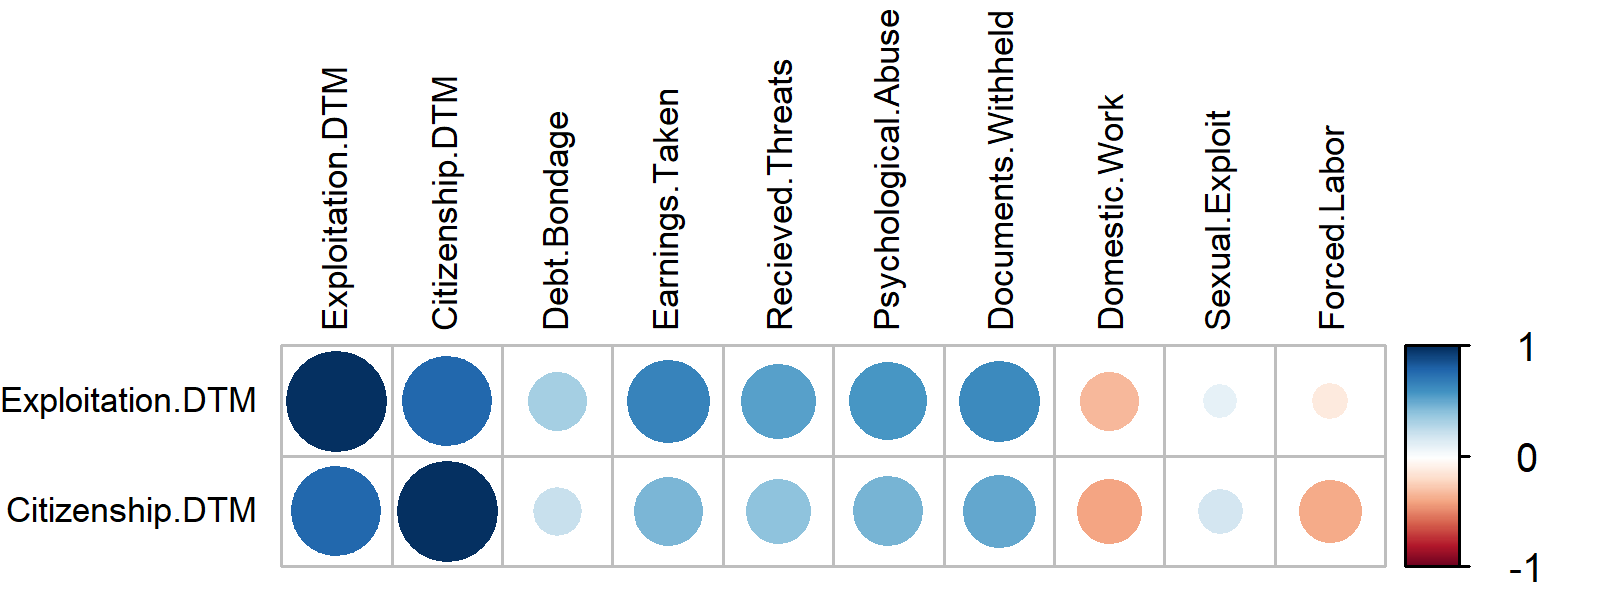 Exploitation.DTM
Citizenship.DTM
Debt.Bondage
Earnings.Taken
Recieved.Threats
Psychological.Abuse
Documents.Withheld
Domestic.Work
Sexual.Exploit
Forced.Labor
Exploitation.DTM
Citizenship.DTM
1
0
-1